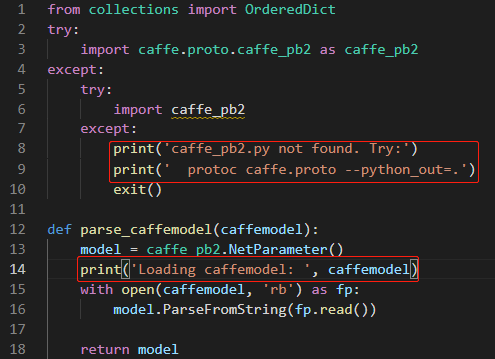 1 from collections import OrderedDict
2 try:
3     import caffe.proto.caffe_pb2 as caffe_pb2
4 except:
5     try:
6         import caffe_pb2
7     except:
8         print('caffe_pb2.py not found. Try:')
9         print('  protoc caffe.proto --python_out=.')
10         exit()
11
12 def parse_caffemodel(caffemodel):
13     model = caffe_pb2.NetParameter()
14     print('Loading caffemodel: ', caffemodel)
15     with open(caffemodel, 'rb') as fp:
16         model.ParseFromString(fp.read())
17
18     return model